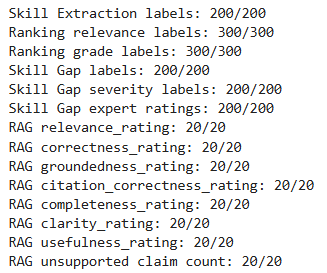 Skill Extraction labels: 200/200
Ranking relevance labels: 300/300
Ranking grade labels: 300/300
Skill Gap labels: 200/200
Skill Gap severity labels: 200/200
Skill Gap expert ratings: 200/200
RAG relevance_rating: 20/20
RAG correctness_rating: 20/20
RAG groundedness_rating: 20/20
RAG citation_correctness_rating: 20/20
RAG completeness_rating: 20/20
RAG clarity_rating: 20/20
RAG usefulness_rating: 20/20
RAG unsupported claim count: 20/20